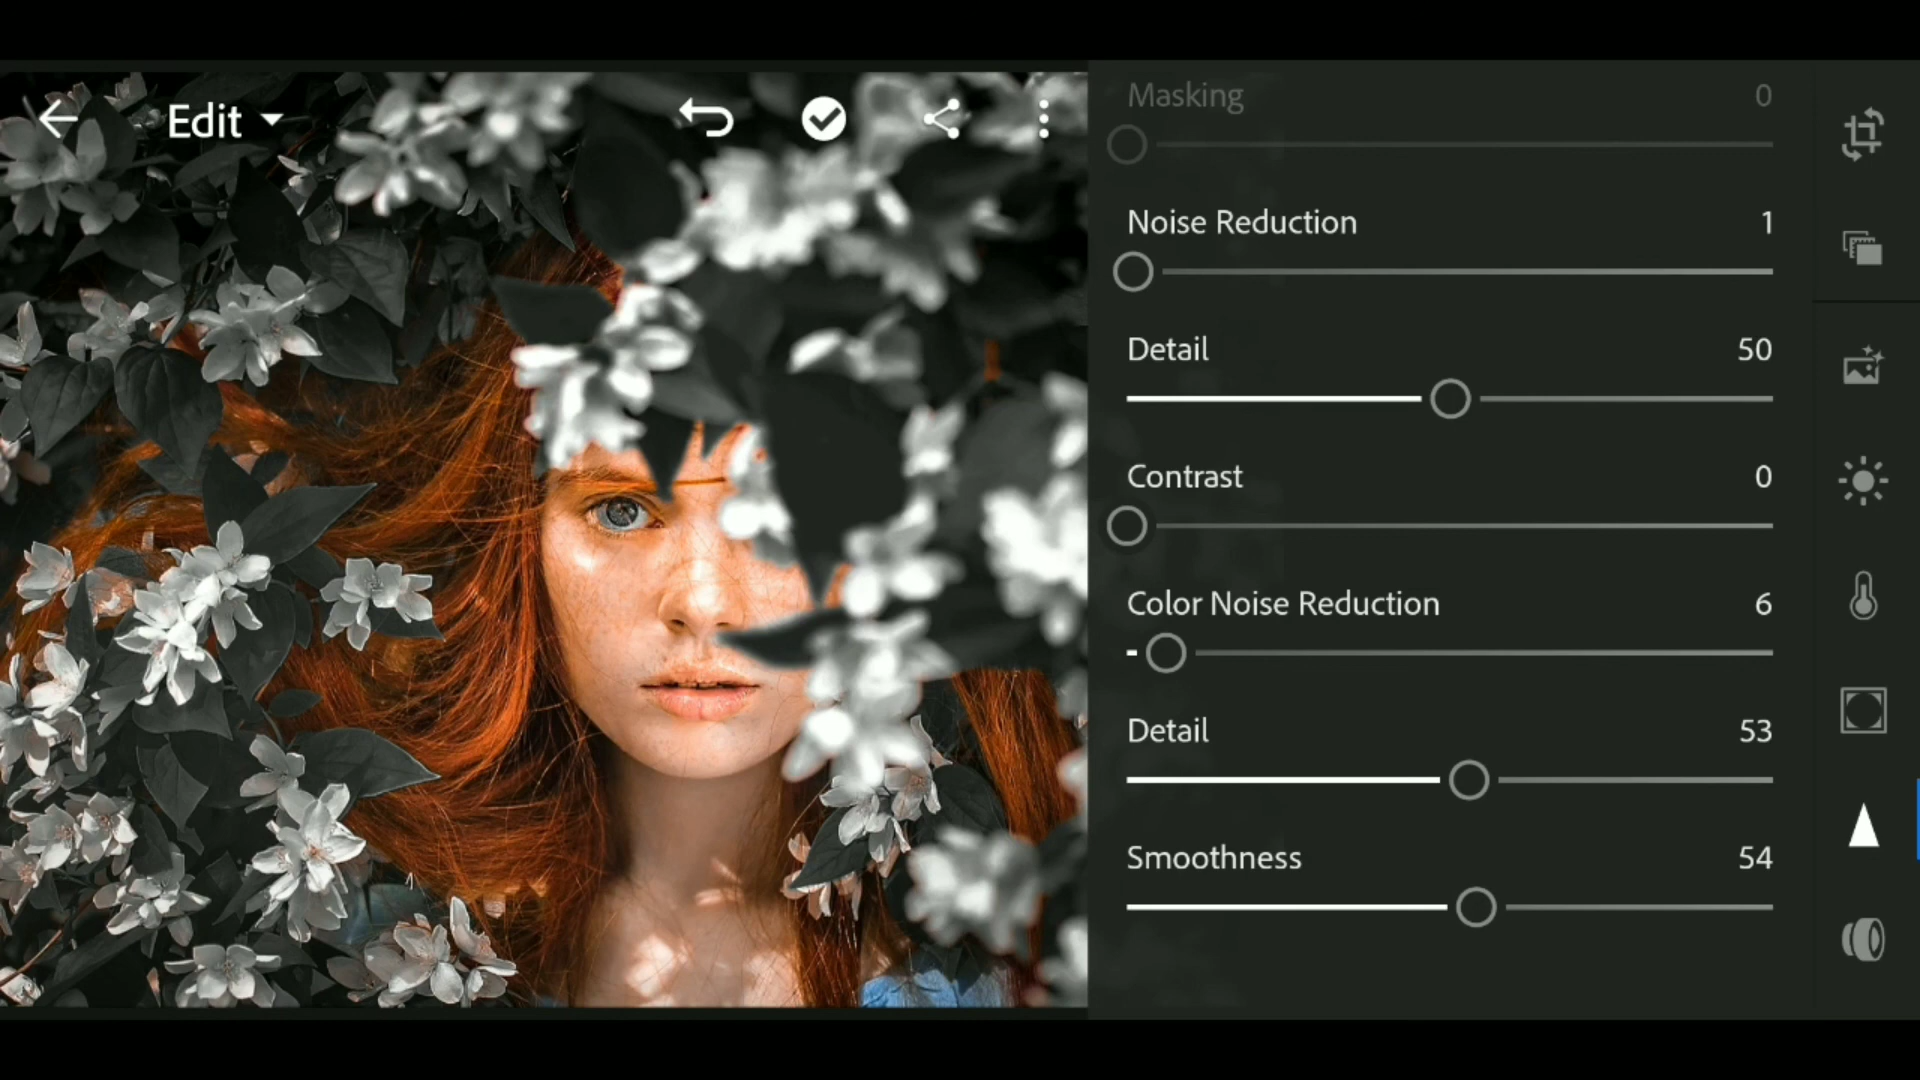 Edit
Masking 0
Noise Reduction 1
Detail 50
Contrast 0
Color Noise Reduction 6
Detail 53
Smoothness 54